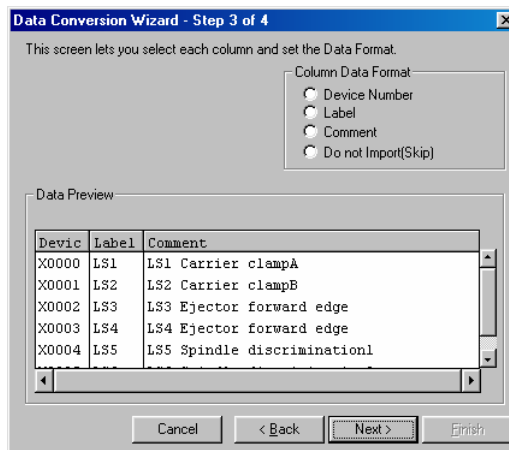 Data Conversion Wizard - Step 3 of 4
This screen lets you select each column and set the Data Format.
Column Data Format
Device Number
Label
Comment
Do not Import(Skip)
Data Preview
Devic Label Comment
X0000 LS1 LS1 Carrier clampA
X0001 LS2 LS2 Carrier clampB
X0002 LS3 LS3 Ejector forward edge
X0003 LS4 LS4 Ejector forward edge
X0004 LS5 LS5 Spindle discrimination1
Cancel < Back Next > Finish